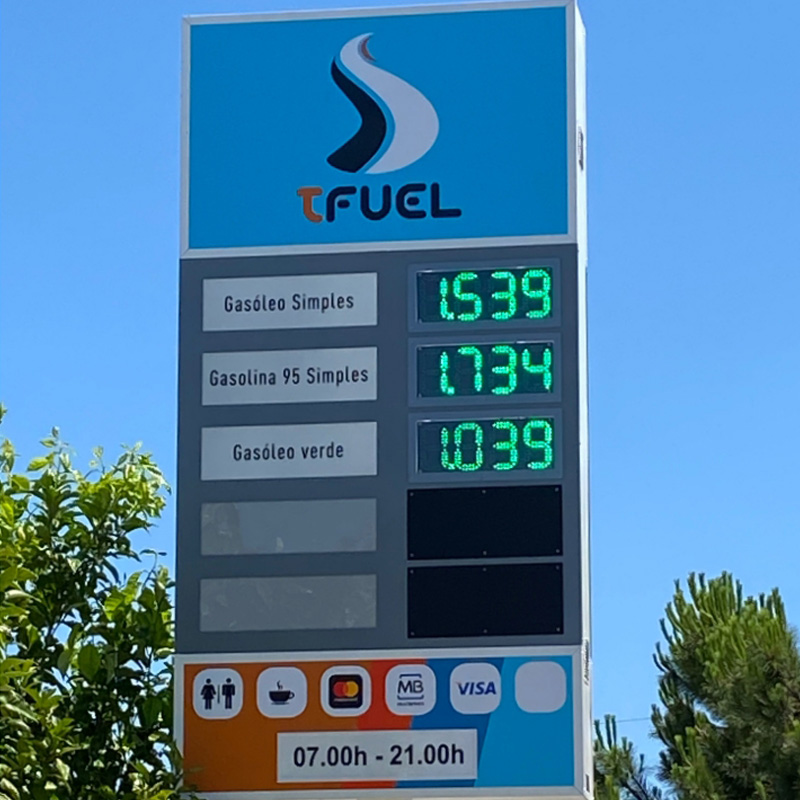 TFUEL
Gasóleo Simples 1.539
Gasolina 95 Simples 1.734
Gasóleo verde 1.039
MB VISA
07.00h - 21.00h